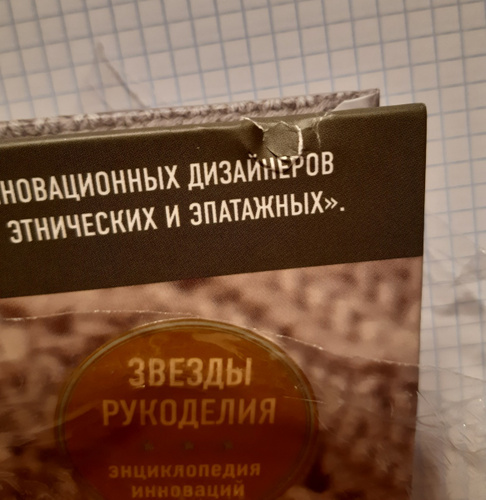 НОВАЦИОННЫХ ДИЗАЙНЕРОВ
ЭТНИЧЕСКИХ И ЭПАТАЖНЫХ».
ЗВЕЗДЫ
РУКОДЕЛИЯ
ЭНЦИКЛОПЕДИЯ
ИННОВАЦИЙ